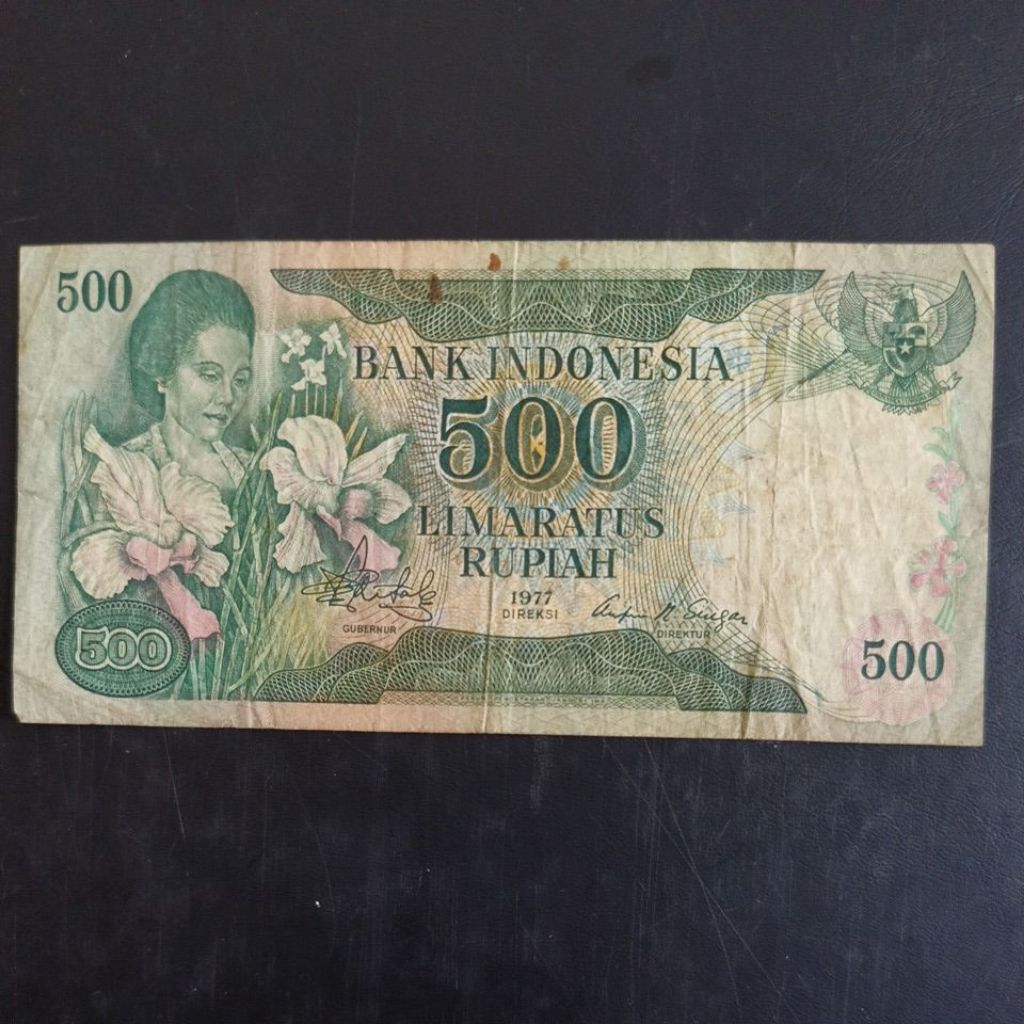 500
BANK INDONESIA
500
LIMARATUS
RUPIAH
1977
DIREKSI
GUBERNUR
DIREKTUR
500
500